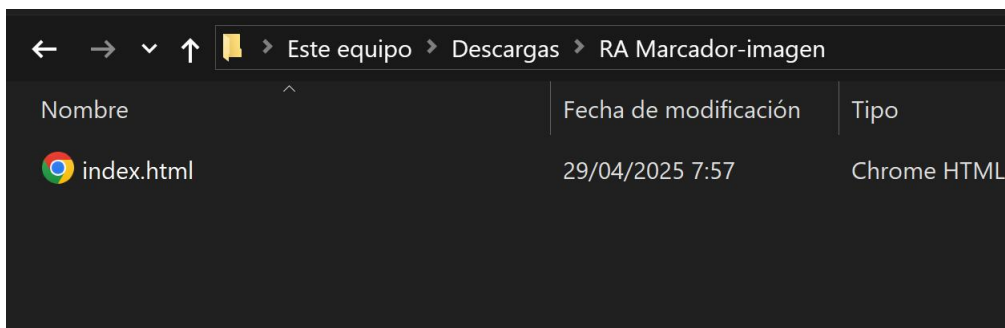 Este equipo > Descargas > RA Marcador-imagen
Nombre Fecha de modificación Tipo
index.html 29/04/2025 7:57 Chrome HTML